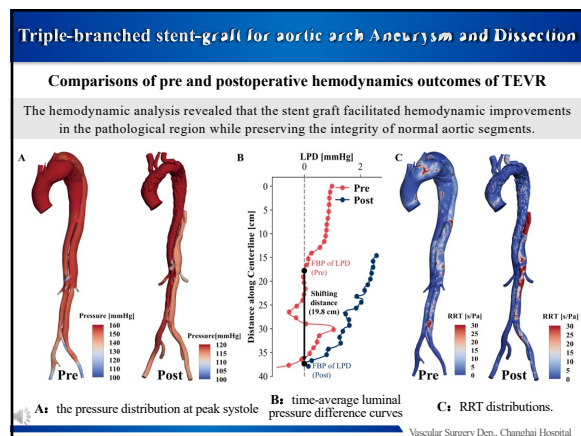 Triple-branched stent-graft for aortic arch Aneurysm and Dissection
Comparisons of pre and postoperative hemodynamics outcomes of TEVR
The hemodynamic analysis revealed that the stent graft facilitated hemodynamic improvements
in the pathological region while preserving the integrity of normal aortic segments.
A
Pressure [mmHg]
160
150
140
130
120
110
100
Pre
Pressure[mmHg]
120
115
110
105
100
Post
B
LPD [mmHg]
0 2
Pre
Post
Distance along Centerline [cm]
0
5
10
15
20
25
30
35
40
FBP of LPD
(Pre)
Shifting
distance
(19.8 cm)
FBP of LPD
(Post)
C
RRT [s/Pa]
30
25
20
15
10
5
0
Pre
RRT [s/Pa]
30
25
20
15
10
5
0
Post
A：the pressure distribution at peak systole
B：time-average luminal
pressure difference curves
C：RRT distributions.
Vascular Surgery Dep., Changhai Hospital